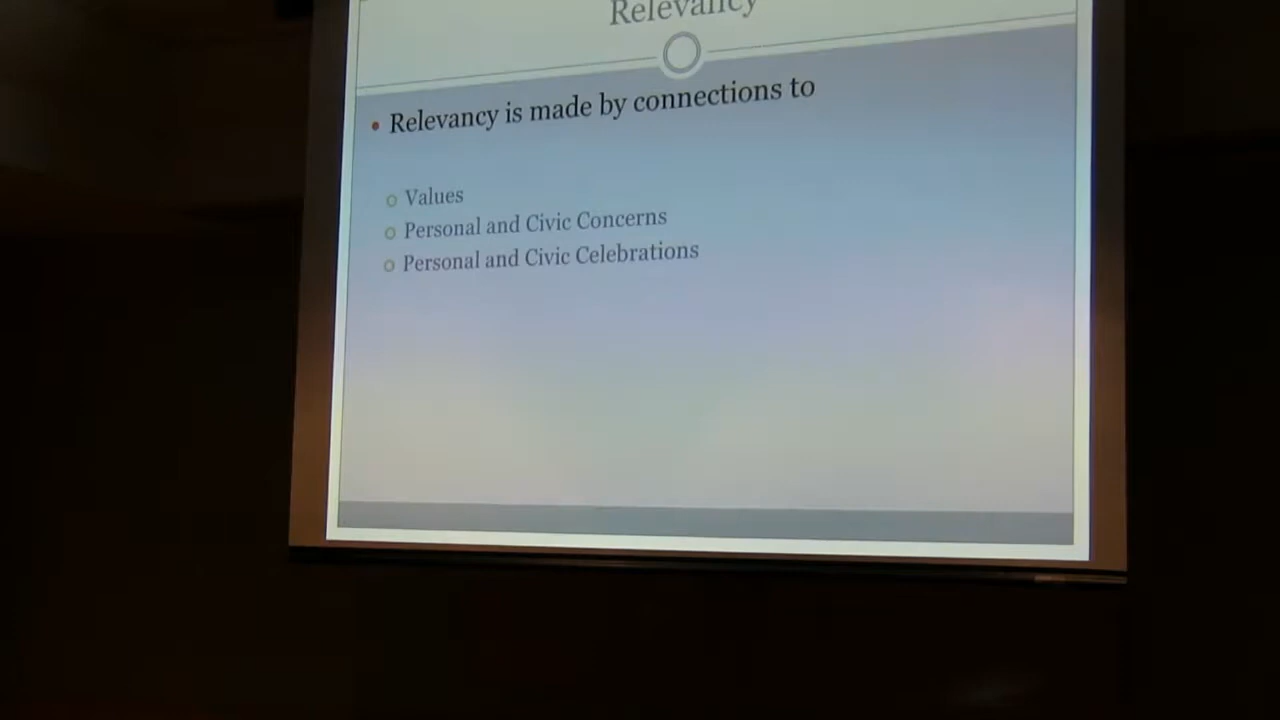 Relevancy
• Relevancy is made by connections to
○ Values
○ Personal and Civic Concerns
○ Personal and Civic Celebrations